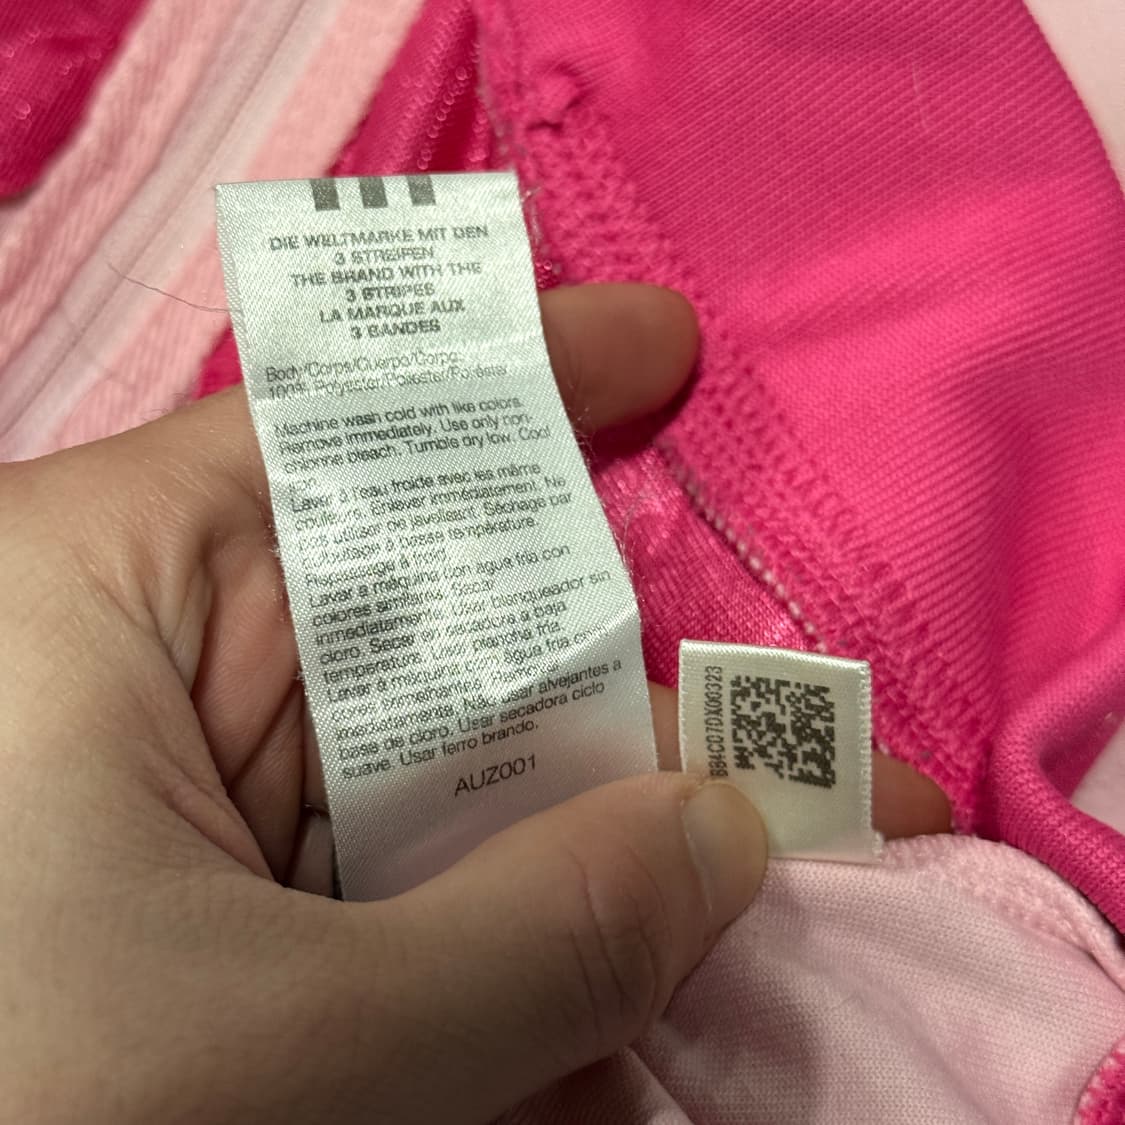 DIE WELTMARKE MIT DEN
3 STREIFEN
THE BRAND WITH THE
3 STRIPES
LA MARQUE AUX
3 BANDES
Body/Corps/Cuerpo/Corpo:
100% Polyester/Poliester/Poliéster
Machine wash cold with like colors.
Remove immediately. Use only non-
chlorine bleach. Tumble dry low. Cool
iron.
Laver à l'eau froide avec les même
couleurs. Enlever immédiatement. Ne
pas utiliser de javellisant. Séchage par
culbutage à basse température.
Repassage à froid.
Lavar a máquina con agua fria con
colores similares. Secar
inmediatamente. Usar blanqueador sin
cloro. Secar en secadora a baja
temperatura. Usar plancha fria.
Lavar à máquina com agua fria com
cores semelhantes. Remover
imediatamente. Não usar alvejantes a
base de cloro. Usar secadora ciclo
suave. Usar ferro brando.
AUZ001